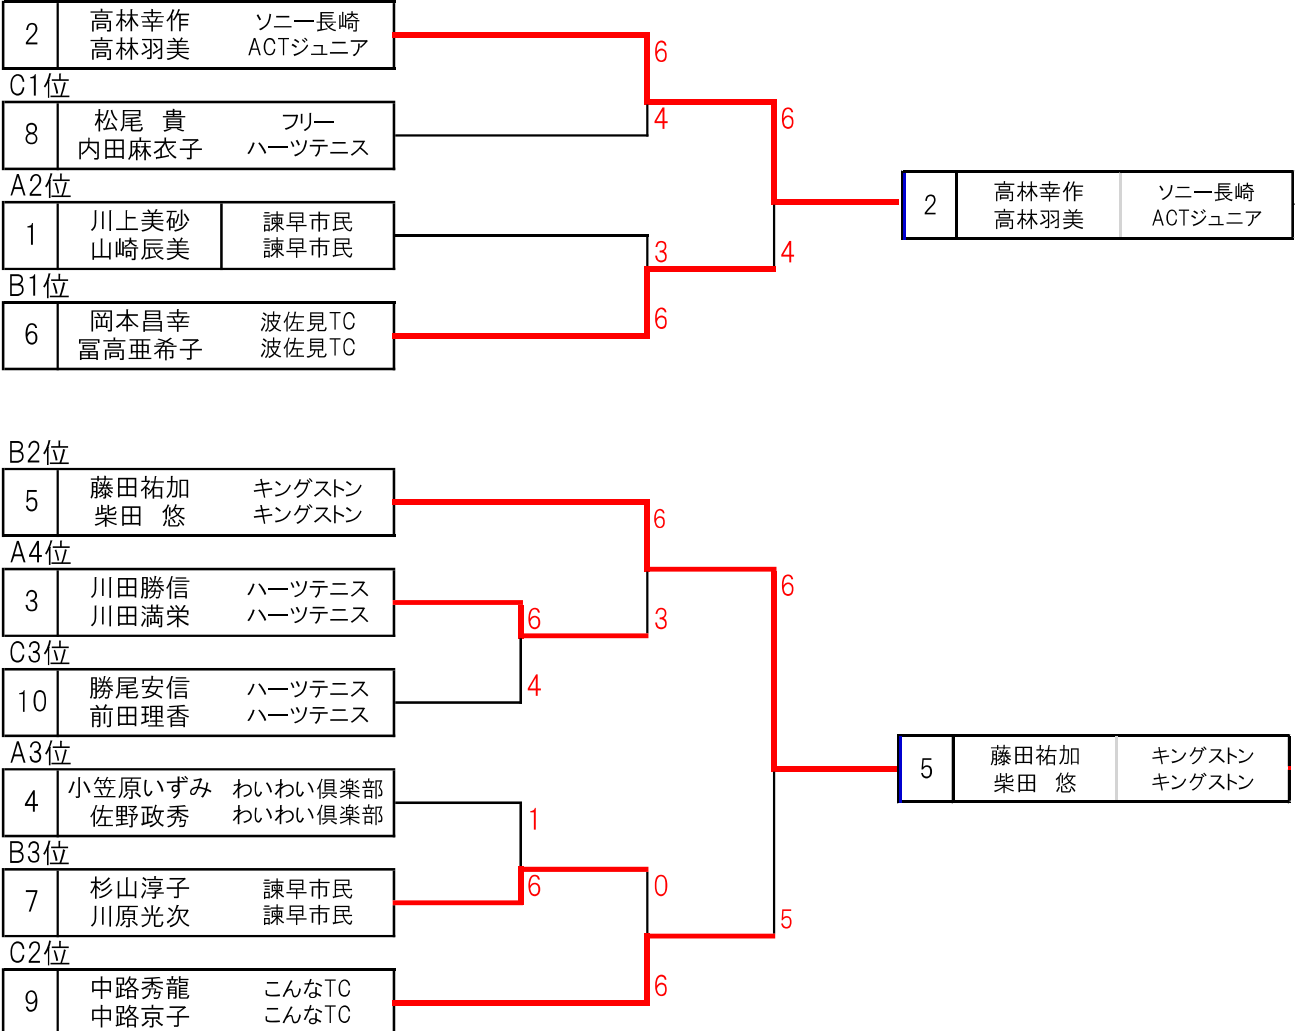 2 高林幸作 ソニー長崎
高林羽美 ACTジュニア
6
C1位
4
6
8 松尾 貴 フリー
内田麻衣子 ハーツテニス
A2位
2 高林幸作 ソニー長崎
高林羽美 ACTジュニア
1 川上美砂 諫早市民
山崎辰美 諫早市民
3
4
B1位
6 岡本昌幸 波佐見TC
冨高亜希子 波佐見TC
6
B2位
5 藤田祐加 キングストン
柴田 悠 キングストン
6
A4位
3 川田勝信 ハーツテニス
川田満栄 ハーツテニス
6
6
3
C3位
10 勝尾安信 ハーツテニス
前田理香 ハーツテニス
4
A3位
5 藤田祐加 キングストン
柴田 悠 キングストン
4 小笠原いずみ わいわい倶楽部
佐野政秀 わいわい倶楽部
1
B3位
7 杉山淳子 諫早市民
川原光次 諫早市民
6
0
5
C2位
9 中路秀龍 こんなTC
中路京子 こんなTC
6